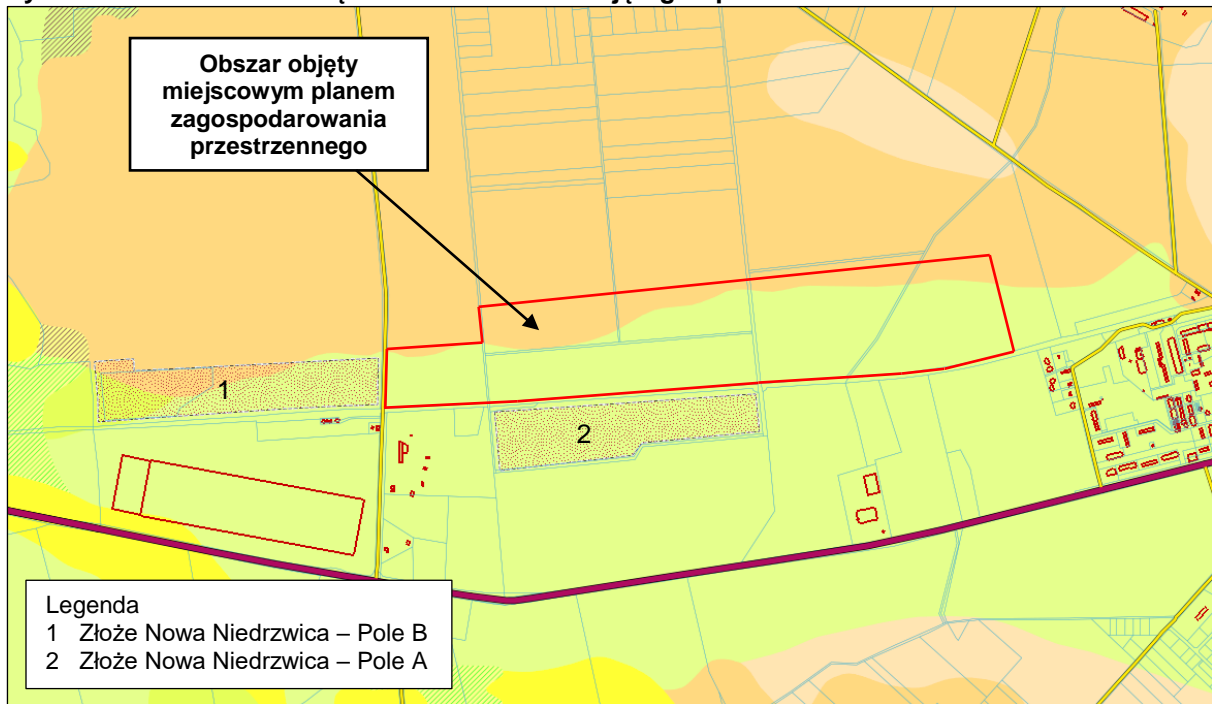 Obszar objęty
miejscowym planem
zagospodarowania
przestrzennego
1
2
Legenda
1 Złoże Nowa Niedrzwica – Pole B
2 Złoże Nowa Niedrzwica – Pole A